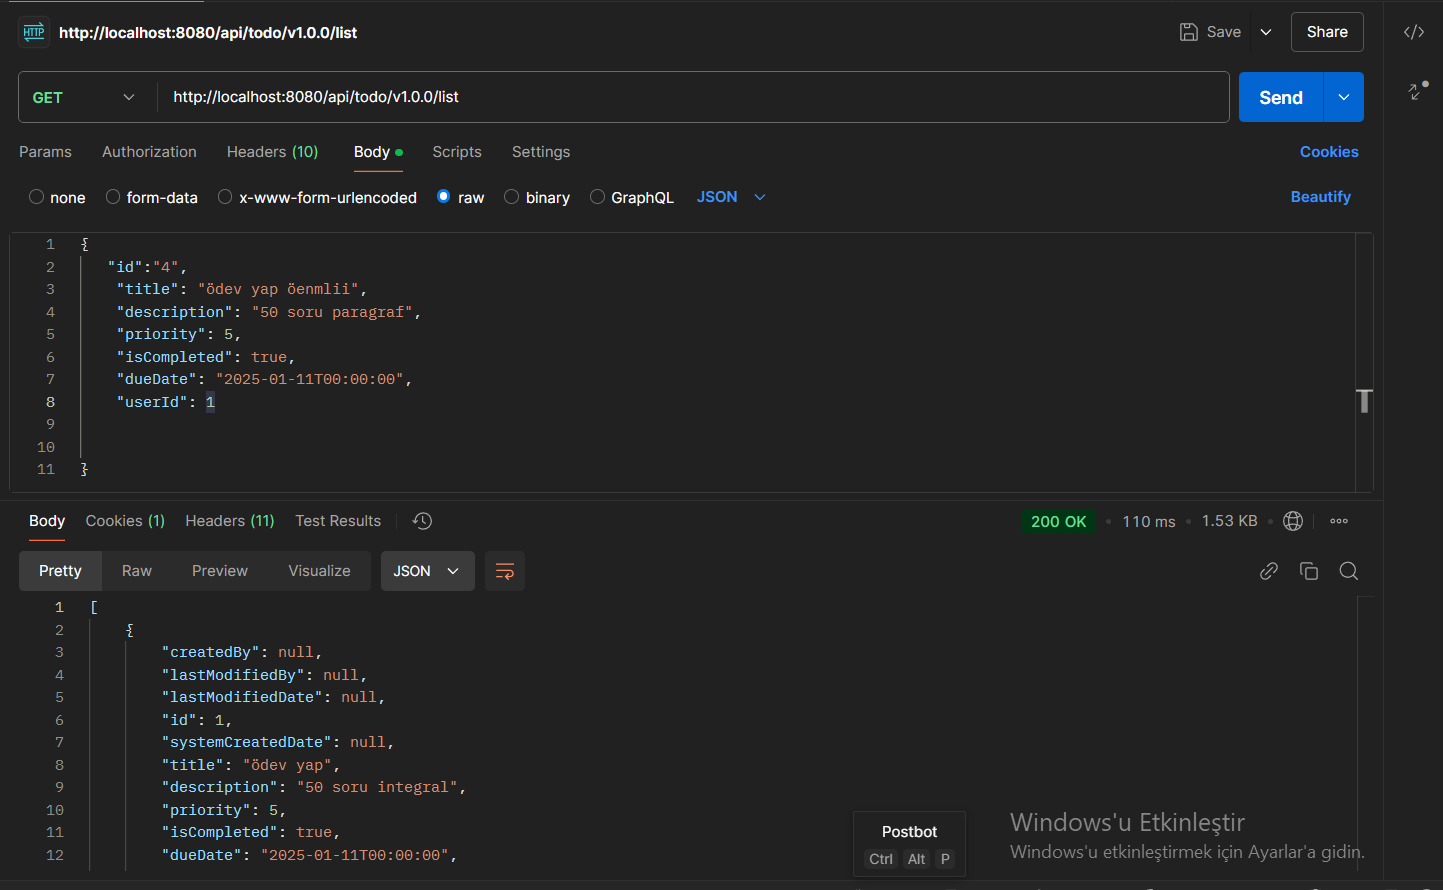 HTTP http://localhost:8080/api/todo/v1.0.0/list Save Share
GET http://localhost:8080/api/todo/v1.0.0/list Send
Params Authorization Headers (10) Body Scripts Settings Cookies
none form-data x-www-form-urlencoded raw binary GraphQL JSON Beautify
1 {
2 "id":"4",
3 "title": "ödev yap öenmlii",
4 "description": "50 soru paragraf",
5 "priority": 5,
6 "isCompleted": true,
7 "dueDate": "2025-01-11T00:00:00",
8 "userId": 1
9
10
11 }
Body Cookies (1) Headers (11) Test Results 200 OK 110 ms 1.53 KB
Pretty Raw Preview Visualize JSON
1 [
2 {
3 "createdBy": null,
4 "lastModifiedBy": null,
5 "lastModifiedDate": null,
6 "id": 1,
7 "systemCreatedDate": null,
8 "title": "ödev yap",
9 "description": "50 soru integral",
10 "priority": 5,
11 "isCompleted": true,
12 "dueDate": "2025-01-11T00:00:00",
Postbot
Ctrl Alt P
Windows'u Etkinleştir
Windows'u etkinleştirmek için Ayarlar'a gidin.